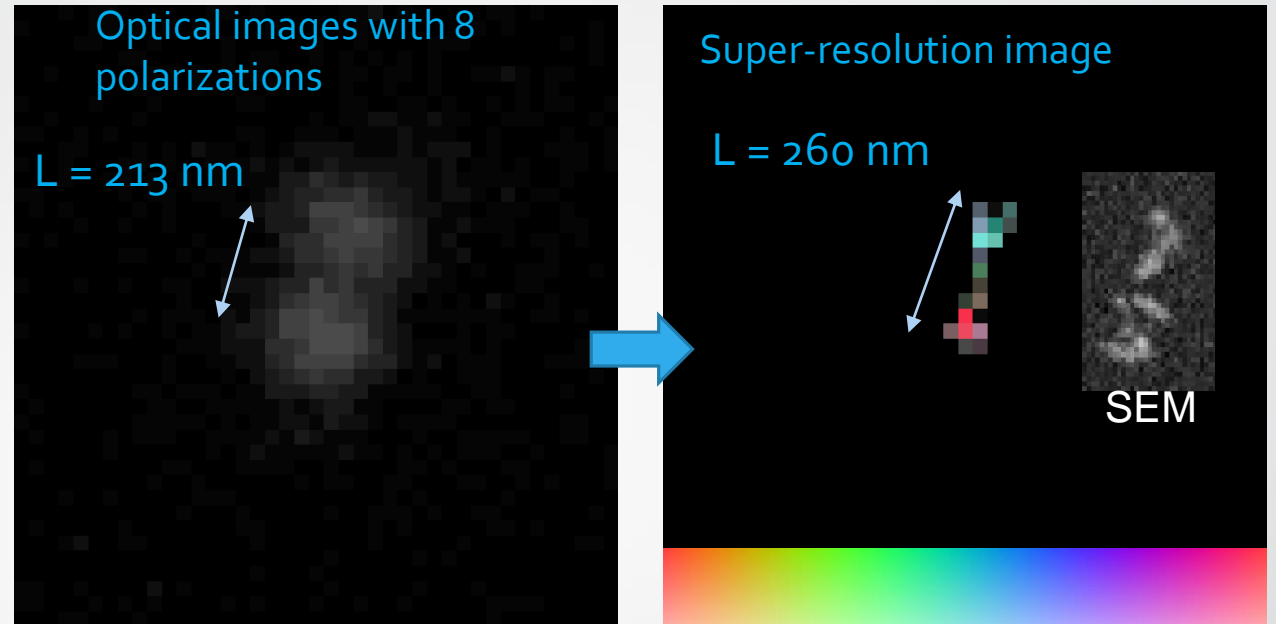 Optical images with 8
polarizations
L = 213 nm
Super-resolution image
L = 260 nm
SEM